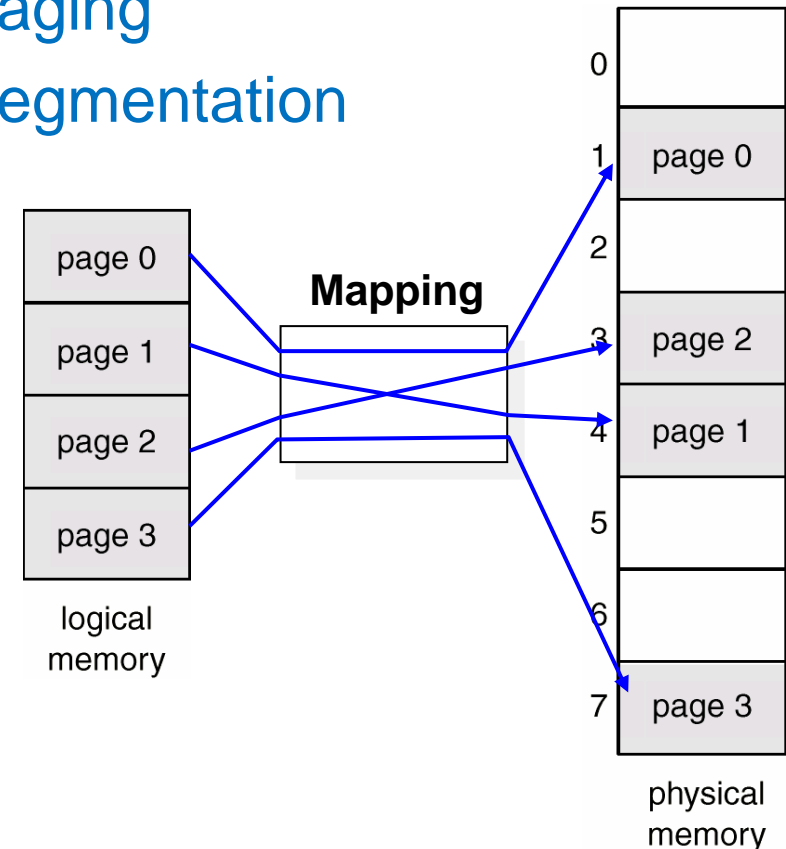 aging
egmentation
page 0
page 1
page 2
page 3
logical
memory
Mapping
0
1
2
3
4
5
6
7
page 0
page 2
page 1
page 3
physical
memory